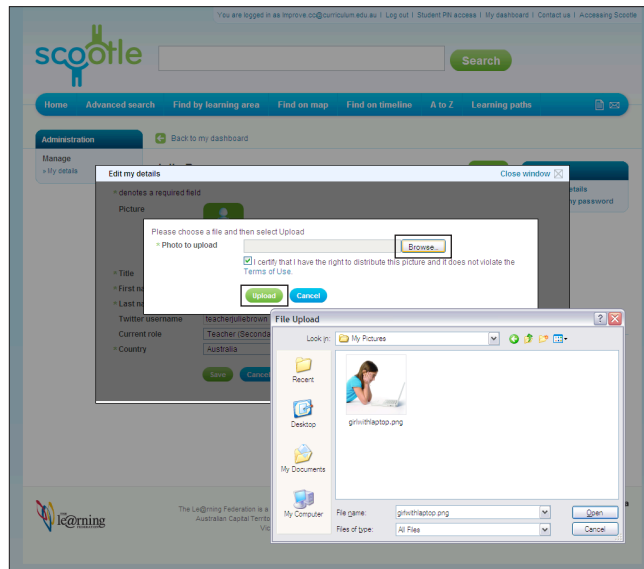 You are logged in as improve.cc@curriculum.edu.au | Log out | Student PIN access | My dashboard | Contact us | Accessing Scootle
scootle
Search
Home Advanced search Find by learning area Find on map Find on timeline A to Z Learning paths
Administration
Back to my dashboard
Manage
» My details
Edit my details
Close window
* denotes a required field
Picture
Please choose a file and then select Upload
* Photo to upload
Browse...
I certify that I have the right to distribute this picture and it does not violate the
Terms of Use.
Upload Cancel
* Title
* First
* Last
Twitter username teacherjuliebrown
Current role Teacher (Seconda
* Country Australia
Save Cancel
File Upload
Look in: My Pictures
Recent
Desktop
My Documents
My Computer
girlwithlaptop.png
File name: girlwithlaptop.png Open
Files of type: All Files Cancel
The Le@rning Federation is a
Australian Capital Territo
Vic
le@rning